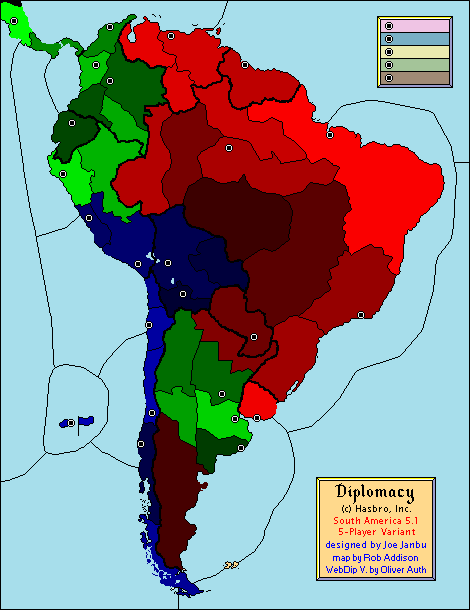 Diplomacy
(c) Hasbro, Inc.
South America 5.1
5-Player Variant
designed by Joe Janbu
map by Rob Addison
WebDip V. by Oliver Auth